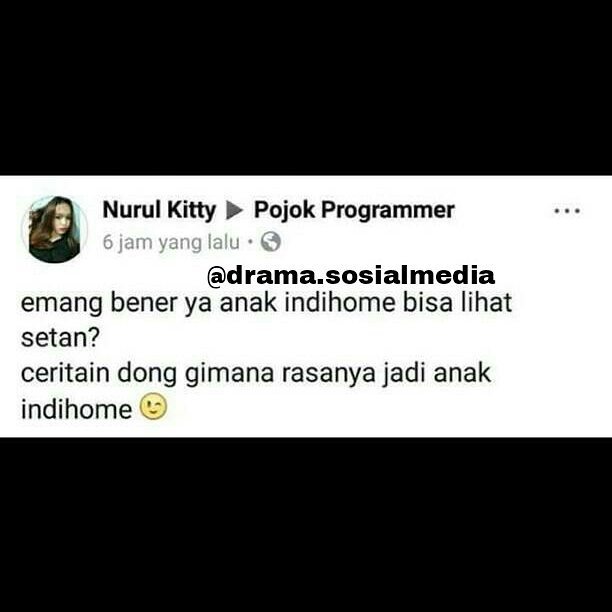 Nurul Kitty ▶ Pojok Programmer
6 jam yang lalu ·
@drama.sosialmedia
emang bener ya anak indihome bisa lihat
setan?
ceritain dong gimana rasanya jadi anak
indihome 😉